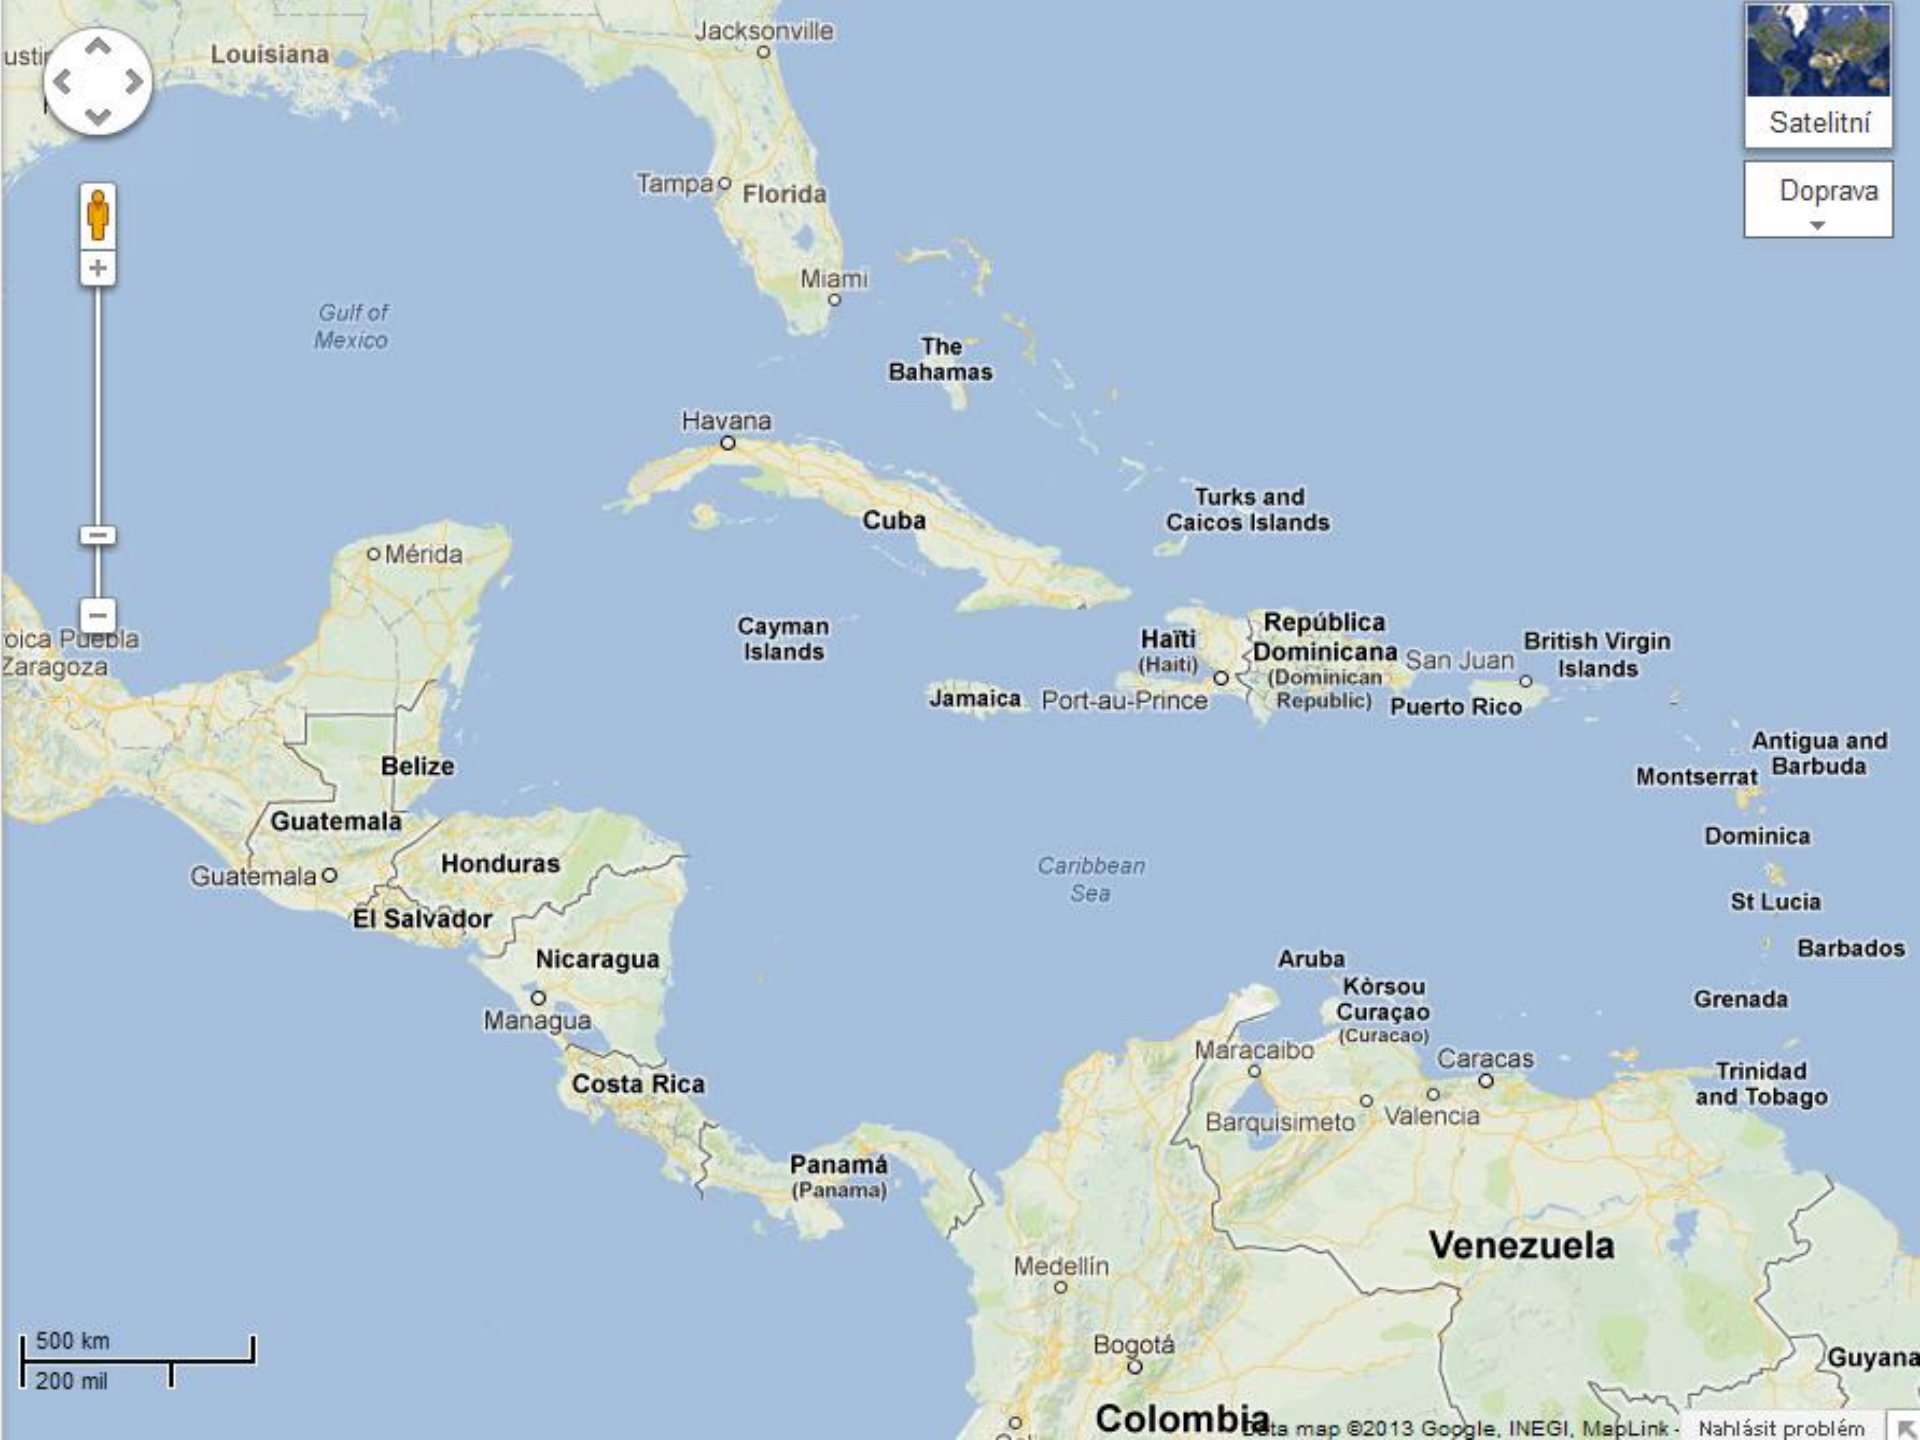 Jacksonville
Louisiana
Satelitní
Tampa
Florida
Doprava
Miami
Gulf of
Mexico
The
Bahamas
Havana
Turks and
Caicos Islands
Cuba
Mérida
Cayman
Islands
oica Puebla
Zaragoza
Haïti
(Haiti)
República
Dominicana
(Dominican
Republic)
San Juan
British Virgin
Islands
Jamaica
Port-au-Prince
Puerto Rico
Antigua and
Barbuda
Montserrat
Belize
Guatemala
Dominica
Honduras
Guatemala
Caribbean
Sea
St Lucia
El Salvador
Barbados
Nicaragua
Aruba
Kòrsou
Curaçao
(Curacao)
Grenada
Managua
Maracaibo
Caracas
Costa Rica
Trinidad
and Tobago
Barquisimeto
Valencia
Panamá
(Panama)
Venezuela
Medellín
500 km
200 mil
Bogotá
Guyana
Colombia
Data map ©2013 Google, INEGI, MapLink -
Nahlásit problém